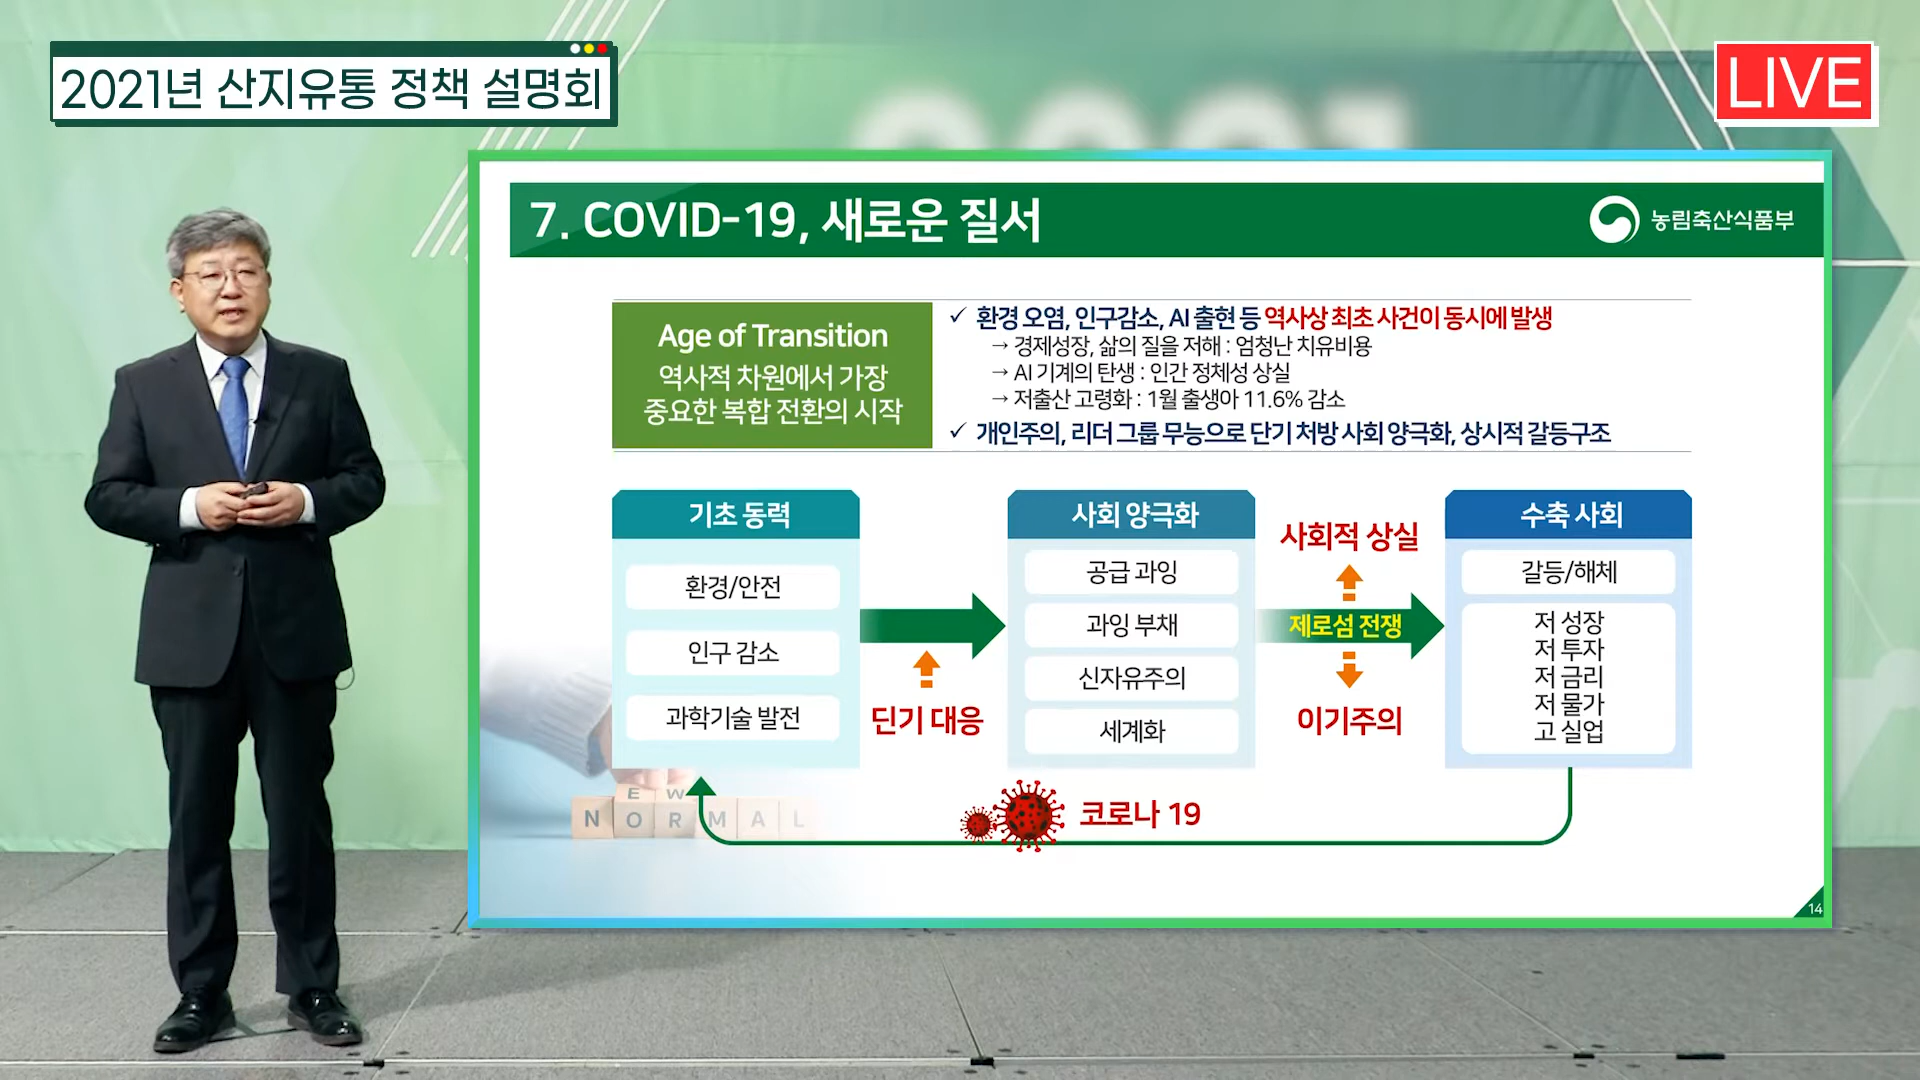 2021년 산지유통 정책 설명회
LIVE
7. COVID-19, 새로운 질서
농림축산식품부
Age of Transition
역사적 차원에서 가장
중요한 복합 전환의 시작
✓ 환경 오염, 인구감소, AI 출현 등 역사상 최초 사건이 동시에 발생
→ 경제성장, 삶의 질을 저해 : 엄청난 치유비용
→ AI 기계의 탄생 : 인간 정체성 상실
→ 저출산 고령화 : 1월 출생아 11.6% 감소
✓ 개인주의, 리더 그룹 무능으로 단기 처방 사회 양극화, 상시적 갈등구조
기초 동력
환경/안전
인구 감소
과학기술 발전
딘기 대응
사회 양극화
공급 과잉
과잉 부채
신자유주의
세계화
사회적 상실
제로섬 전쟁
이기주의
수축 사회
갈등/해체
저 성장
저 투자
저 금리
저 물가
고 실업
코로나 19
E W
N O R M A L
14